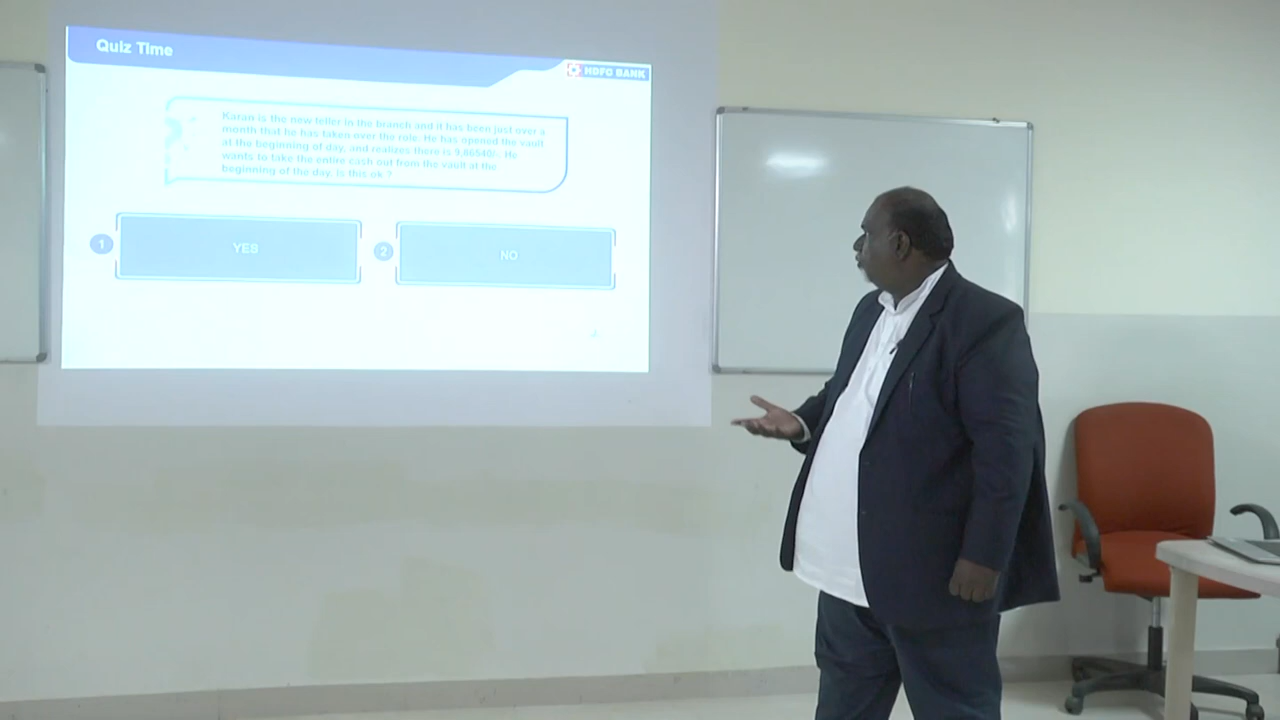 Quiz Time
HDFC BANK
Karan is the new teller in the branch and it has been just over a
month that he has taken over the role. He has opened the vault
at the beginning of day, and realizes there is 9,86540/-. He
wants to take the entire cash out from the vault at the
beginning of the day. Is this ok ?
1 YES
2 NO